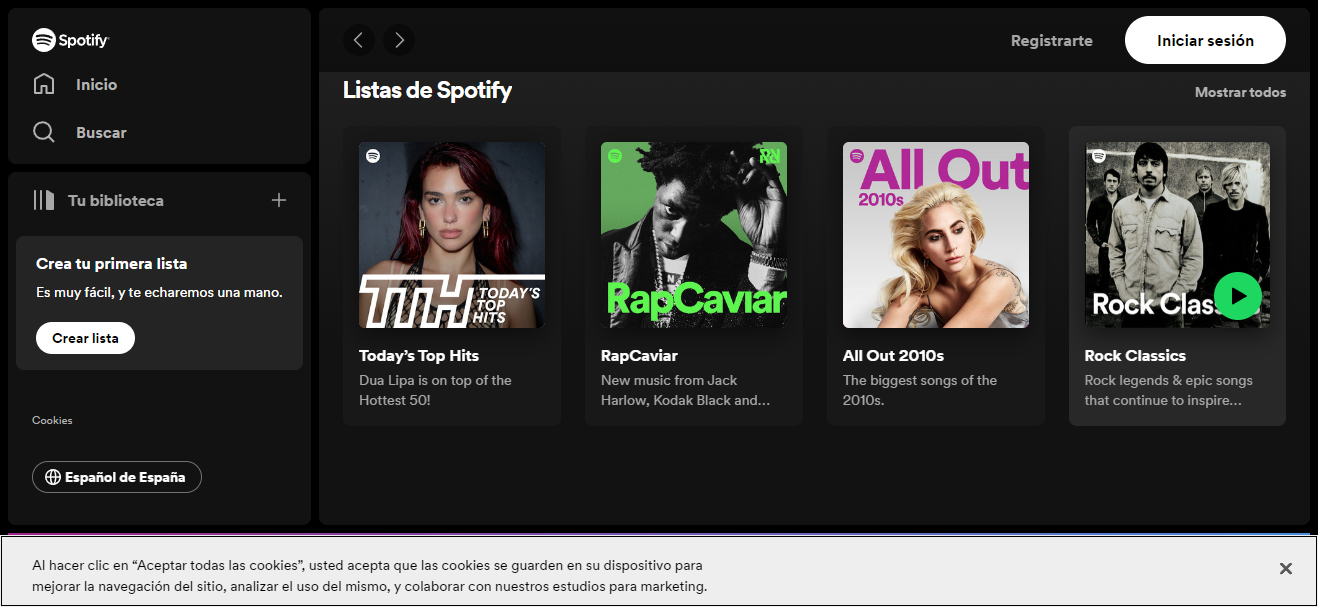 Spotify
Inicio
Buscar
Tu biblioteca
Crea tu primera lista
Es muy fácil, y te echaremos una mano.
Crear lista
Cookies
Español de España
Registrarte
Iniciar sesión
Listas de Spotify
Mostrar todos
TTH TODAY'S
TOP
HITS
Today's Top Hits
Dua Lipa is on top of the
Hottest 50!
RapCaviar
RapCaviar
New music from Jack
Harlow, Kodak Black and...
All Out
2010s
All Out 2010s
The biggest songs of the
2010s.
Rock Clas
Rock Classics
Rock legends & epic songs
that continue to inspire...
Al hacer clic en “Aceptar todas las cookies”, usted acepta que las cookies se guarden en su dispositivo para
mejorar la navegación del sitio, analizar el uso del mismo, y colaborar con nuestros estudios para marketing.